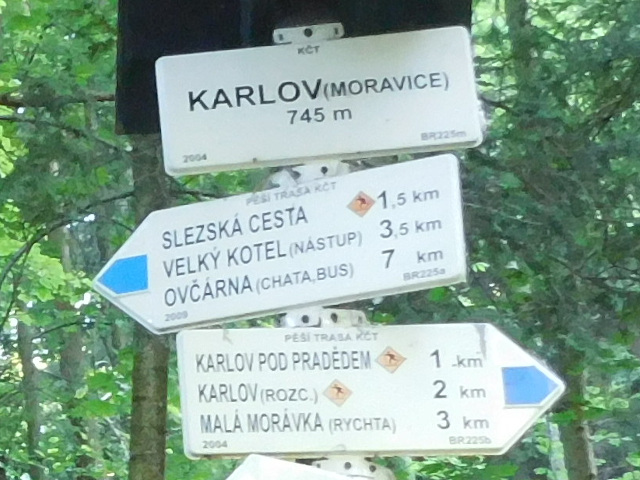 KČT
KARLOV (MORAVICE)
745 m
2004 BR225m
PĚŠÍ TRASA KČT
SLEZSKÁ CESTA 1,5 km
VELKÝ KOTEL (NÁSTUP) 3,5 km
OVČÁRNA (CHATA,BUS) 7 km
2009 BR225a
PĚŠÍ TRASA KČT
KARLOV POD PRADĚDEM 1 km
KARLOV (ROZC.) 2 km
MALÁ MORÁVKA (RYCHTA) 3 km
2004 BR225b